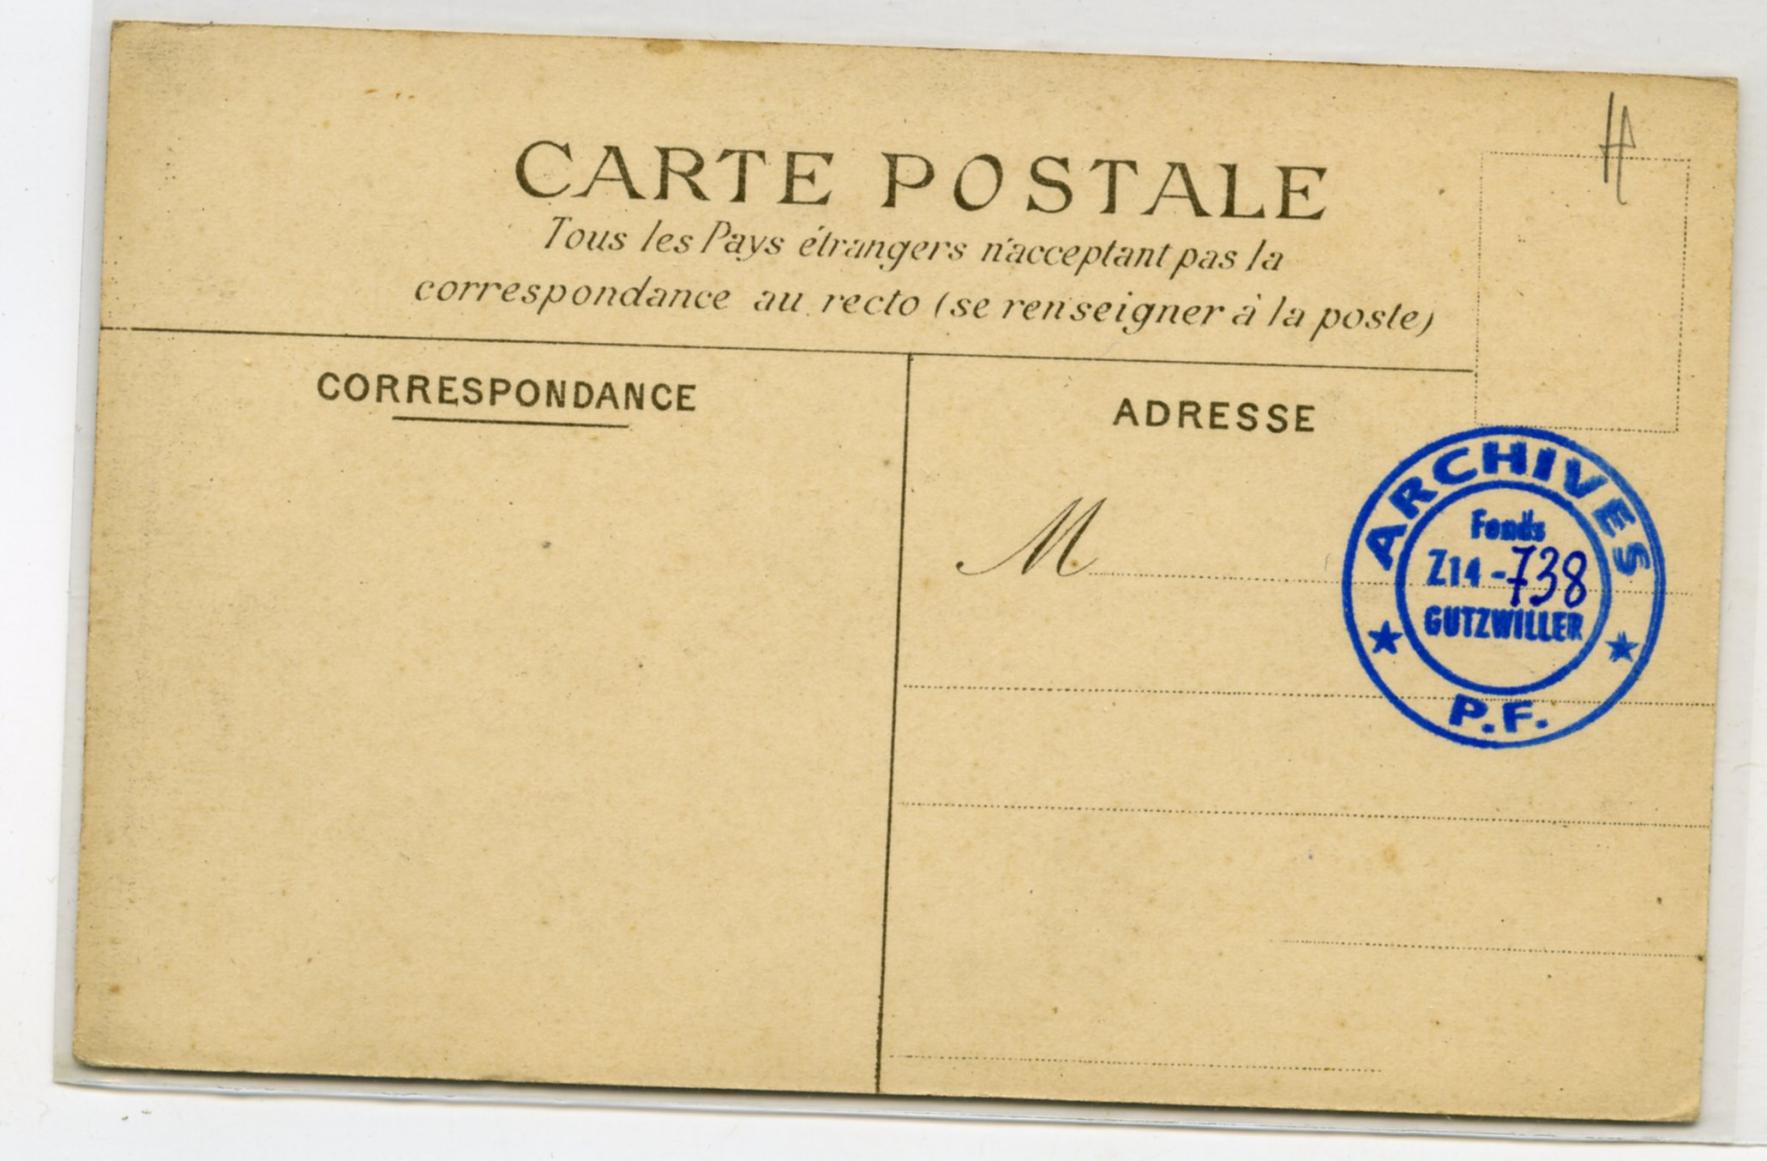 CARTE POSTALE
Tous les Pays étrangers n'acceptant pas la
correspondance au recto (se renseigner à la poste)
CORRESPONDANCE
ADRESSE
M
ARCHIVES
Fonds
Z14-738
GUTZWILLER
P.F.